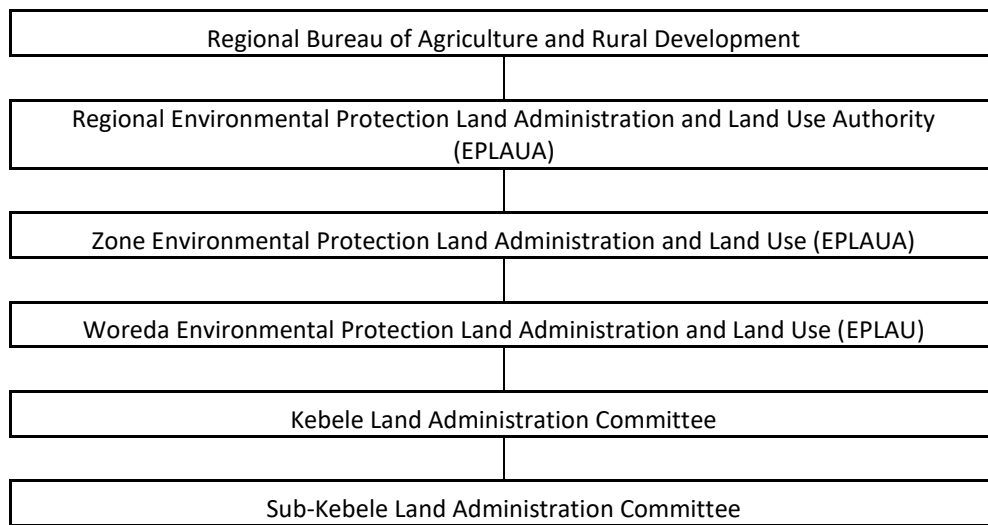 Regional Bureau of Agriculture and Rural Development
Regional Environmental Protection Land Administration and Land Use Authority
(EPLAUA)
Zone Environmental Protection Land Administration and Land Use (EPLAUA)
Woreda Environmental Protection Land Administration and Land Use (EPLAU)
Kebele Land Administration Committee
Sub-Kebele Land Administration Committee